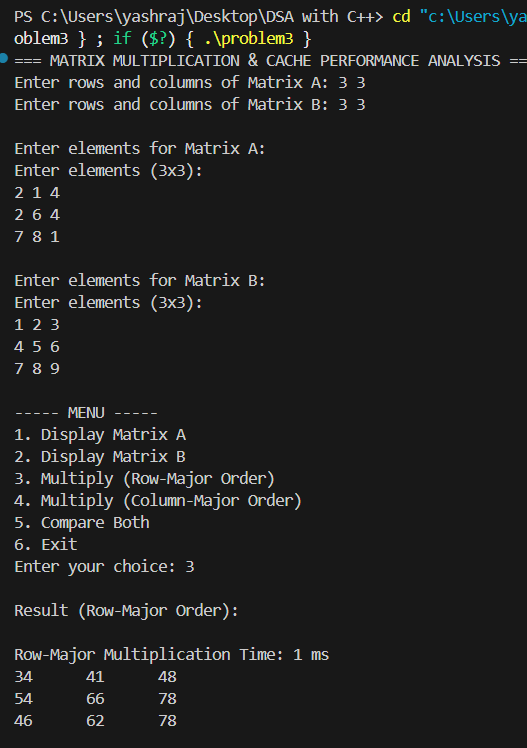 PS C:\Users\yashraj\Desktop\DSA with C++> cd "c:\Users\ya
oblem3 } ; if ($?) { .\problem3 }
=== MATRIX MULTIPLICATION & CACHE PERFORMANCE ANALYSIS ==
Enter rows and columns of Matrix A: 3 3
Enter rows and columns of Matrix B: 3 3
Enter elements for Matrix A:
Enter elements (3x3):
2 1 4
2 6 4
7 8 1
Enter elements for Matrix B:
Enter elements (3x3):
1 2 3
4 5 6
7 8 9
----- MENU -----
1. Display Matrix A
2. Display Matrix B
3. Multiply (Row-Major Order)
4. Multiply (Column-Major Order)
5. Compare Both
6. Exit
Enter your choice: 3
Result (Row-Major Order):
Row-Major Multiplication Time: 1 ms
34 41 48
54 66 78
46 62 78